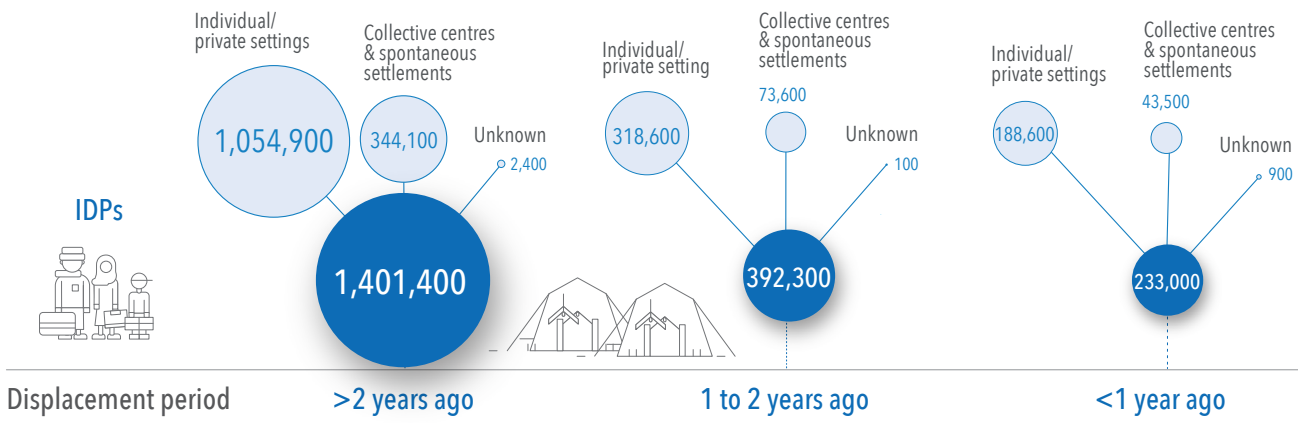 Individual/
private settings
Collective centres
& spontaneous
settlements
1,054,900
344,100
Unknown
2,400
1,401,400
Individual/
private setting
Collective centres
& spontaneous
settlements
73,600
318,600
Unknown
100
392,300
Individual/
private settings
Collective centres
& spontaneous
settlements
43,500
188,600
Unknown
900
233,000
IDPs
Displacement period
>2 years ago
1 to 2 years ago
<1 year ago